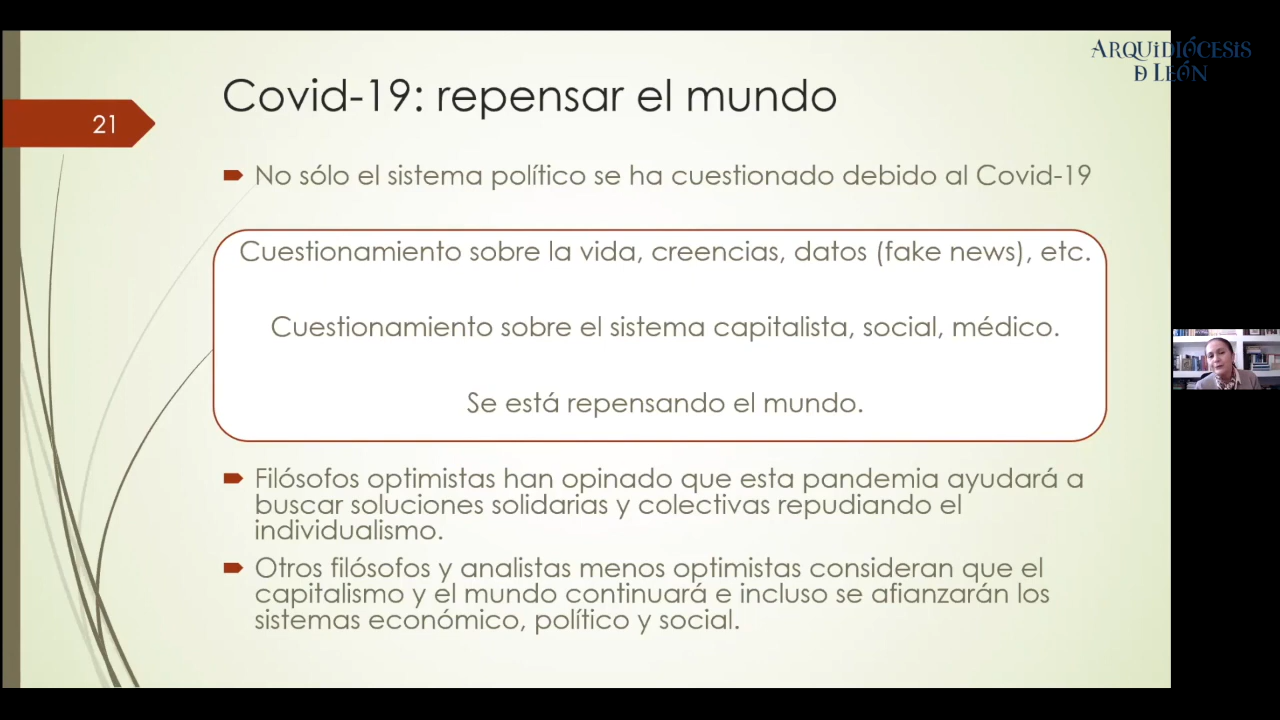 ARQUIDIÓCESIS
D LEÓN
Covid-19: repensar el mundo
21
No sólo el sistema político se ha cuestionado debido al Covid-19
Cuestionamiento sobre la vida, creencias, datos (fake news), etc.
Cuestionamiento sobre el sistema capitalista, social, médico.
Se está repensando el mundo.
Filósofos optimistas han opinado que esta pandemia ayudará a
buscar soluciones solidarias y colectivas repudiando el
individualismo.
Otros filósofos y analistas menos optimistas consideran que el
capitalismo y el mundo continuará e incluso se afianzarán los
sistemas económico, político y social.